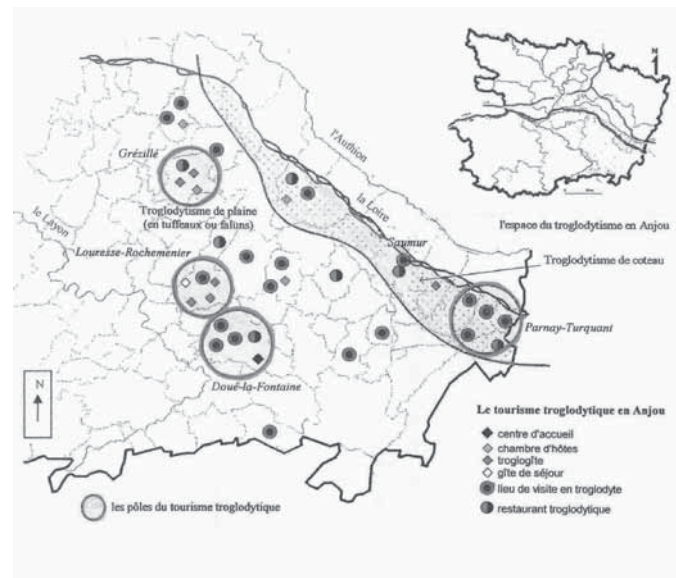 N
l'Authion
Grézillé
la Loire
Troglodytisme de plaine
(en tuffeaux ou faluns)
le Layon
l'espace du troglodytisme en Anjou
Saumur
Louresse-Rochemenier
Troglodytisme de coteau
Parnay-Turquant
Doué-la-Fontaine
N
Le tourisme troglodytique en Anjou
centre d'accueil
chambre d'hôtes
troglogîte
gîte de séjour
lieu de visite en troglodyte
restaurant troglodytique
les pôles du tourisme troglodytique